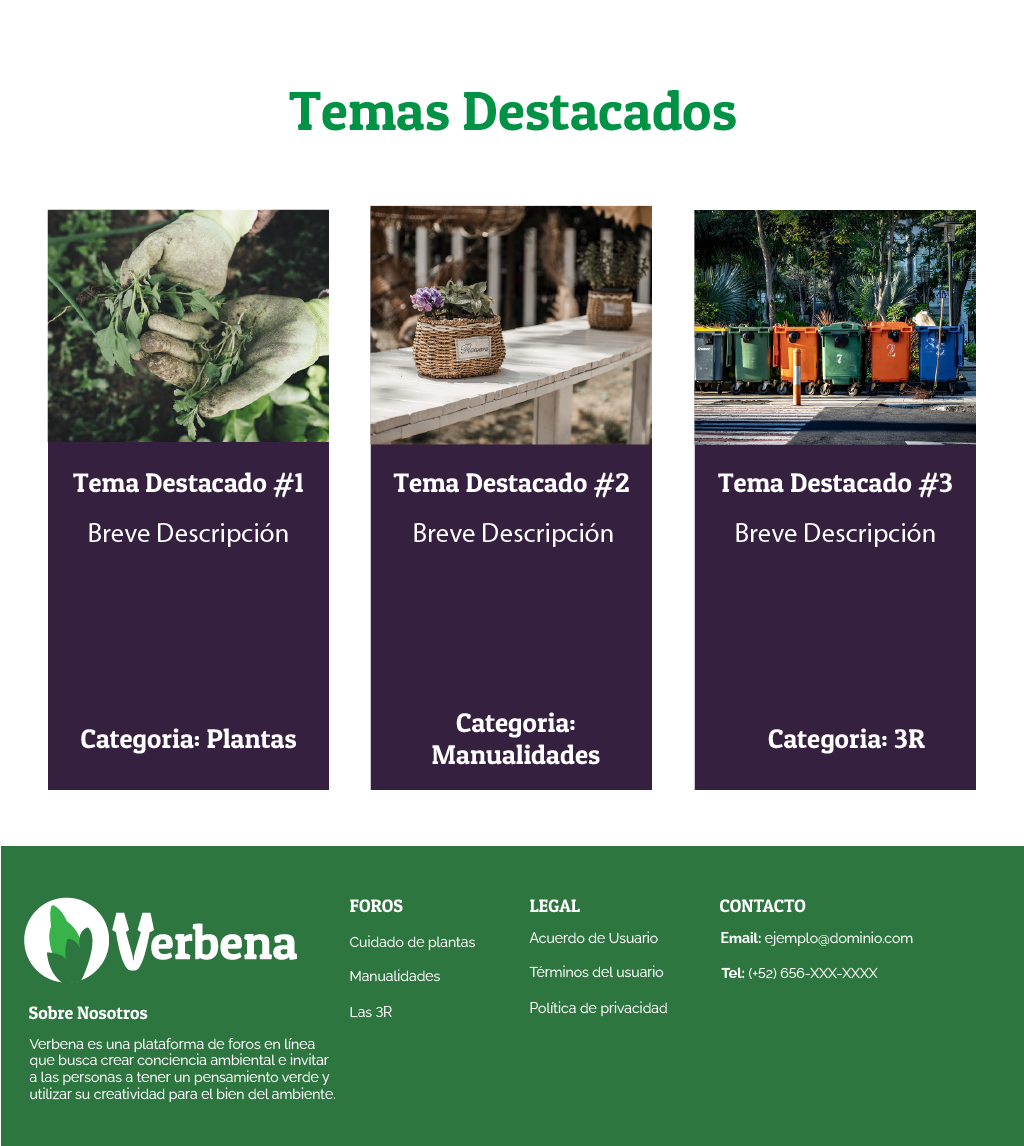 Temas Destacados
Flowers
7
2
Tema Destacado #1
Breve Descripción
Categoria: Plantas
Tema Destacado #2
Breve Descripción
Categoria:
Manualidades
Tema Destacado #3
Breve Descripción
Categoria: 3R
Verbena
Sobre Nosotros
Verbena es una plataforma de foros en línea
que busca crear conciencia ambiental e invitar
a las personas a tener un pensamiento verde y
utilizar su creatividad para el bien del ambiente.
FOROS
Cuidado de plantas
Manualidades
Las 3R
LEGAL
Acuerdo de Usuario
Términos del usuario
Política de privacidad
CONTACTO
Email: ejemplo@dominio.com
Tel: (+52) 656-XXX-XXXX